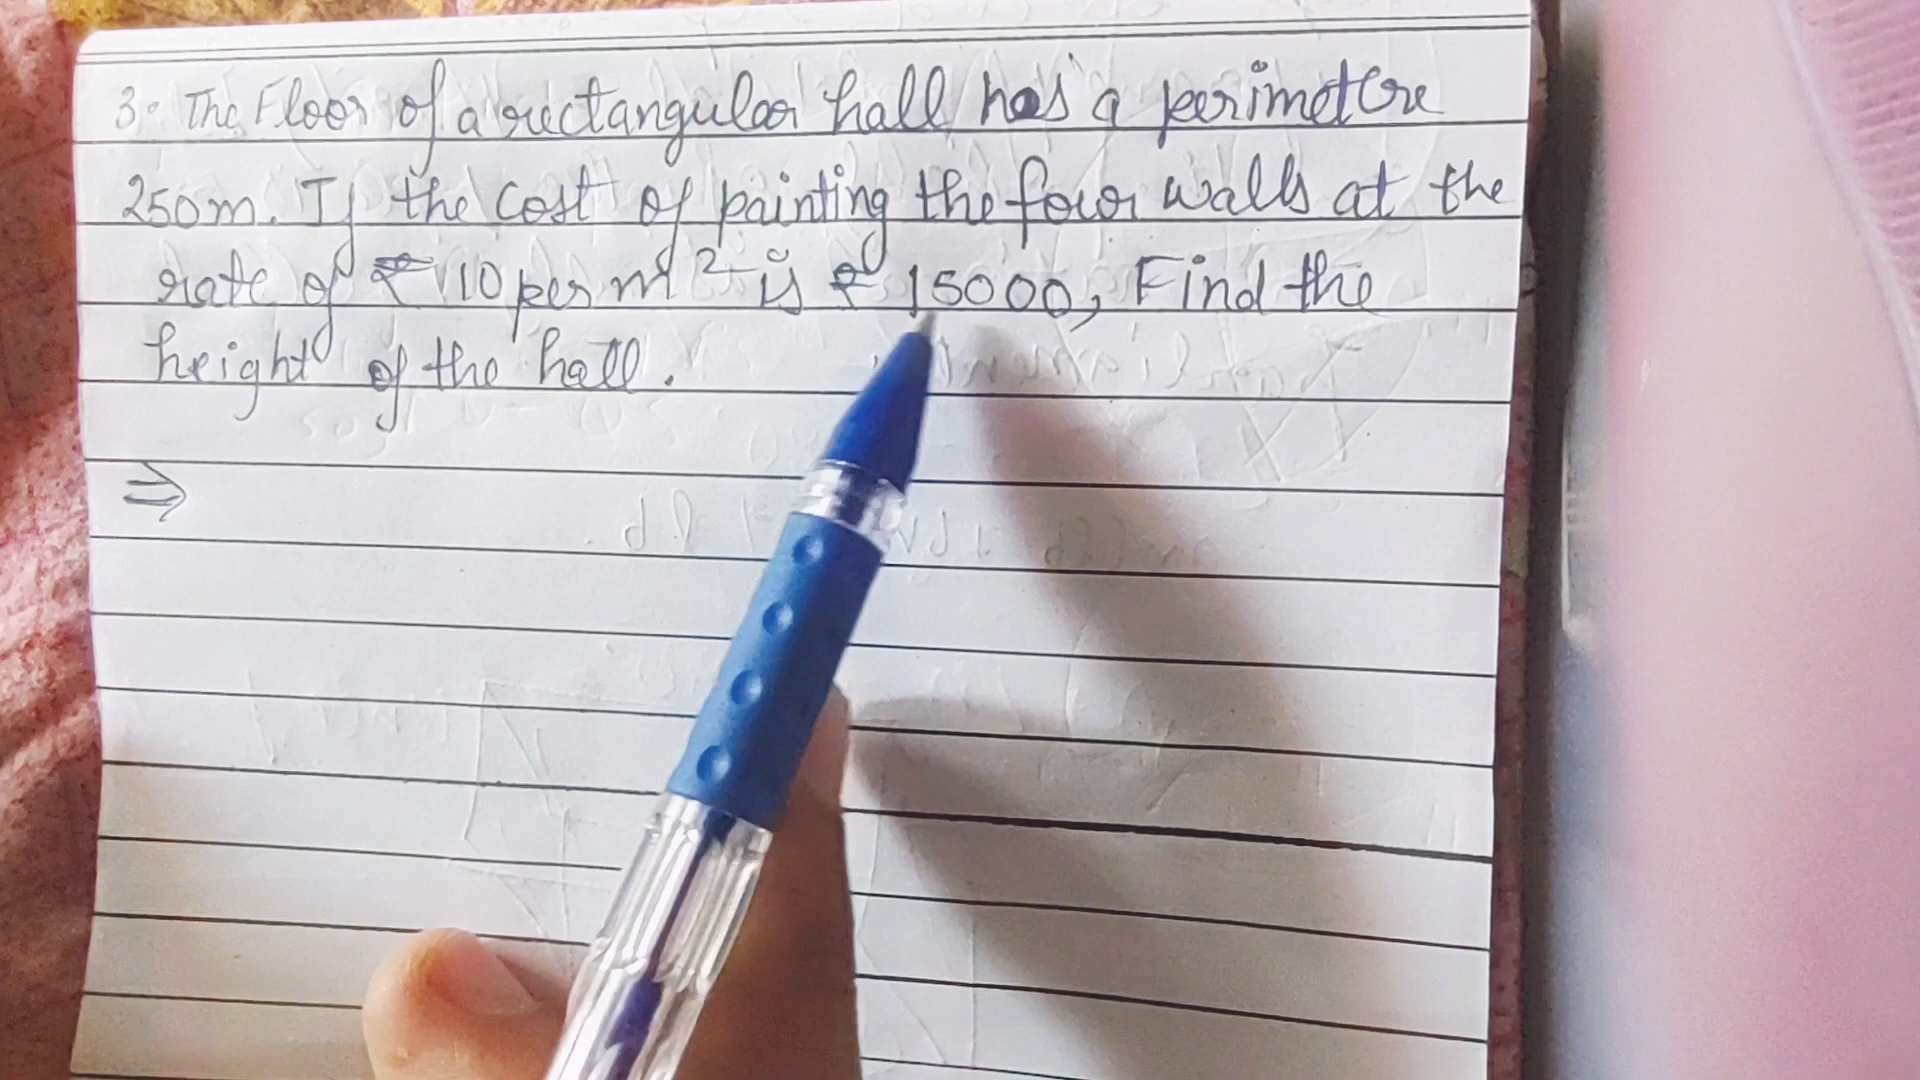 3. The Floor of a rectangular hall has a perimetre
250m. If the cost of painting the four walls at the
rate of ₹ 10 per m² is ₹ 15000, Find the
height of the hall.
⇒